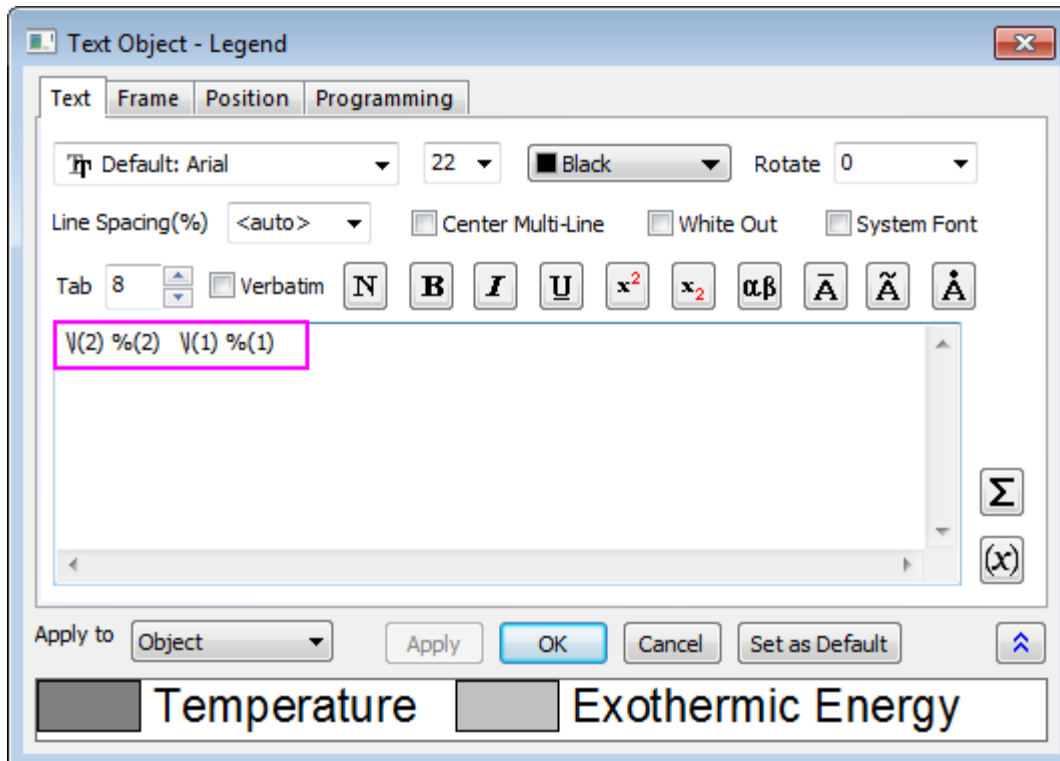 Text Object - Legend
Text Frame Position Programming
Default: Arial 22 Black Rotate 0
Line Spacing(%) <auto> Center Multi-Line White Out System Font
Tab 8 Verbatim N B I U x² x₂ αβ Ā Ã Å
\l(2) %(2) \l(1) %(1)
Σ
(x)
Apply to Object Apply OK Cancel Set as Default
Temperature Exothermic Energy